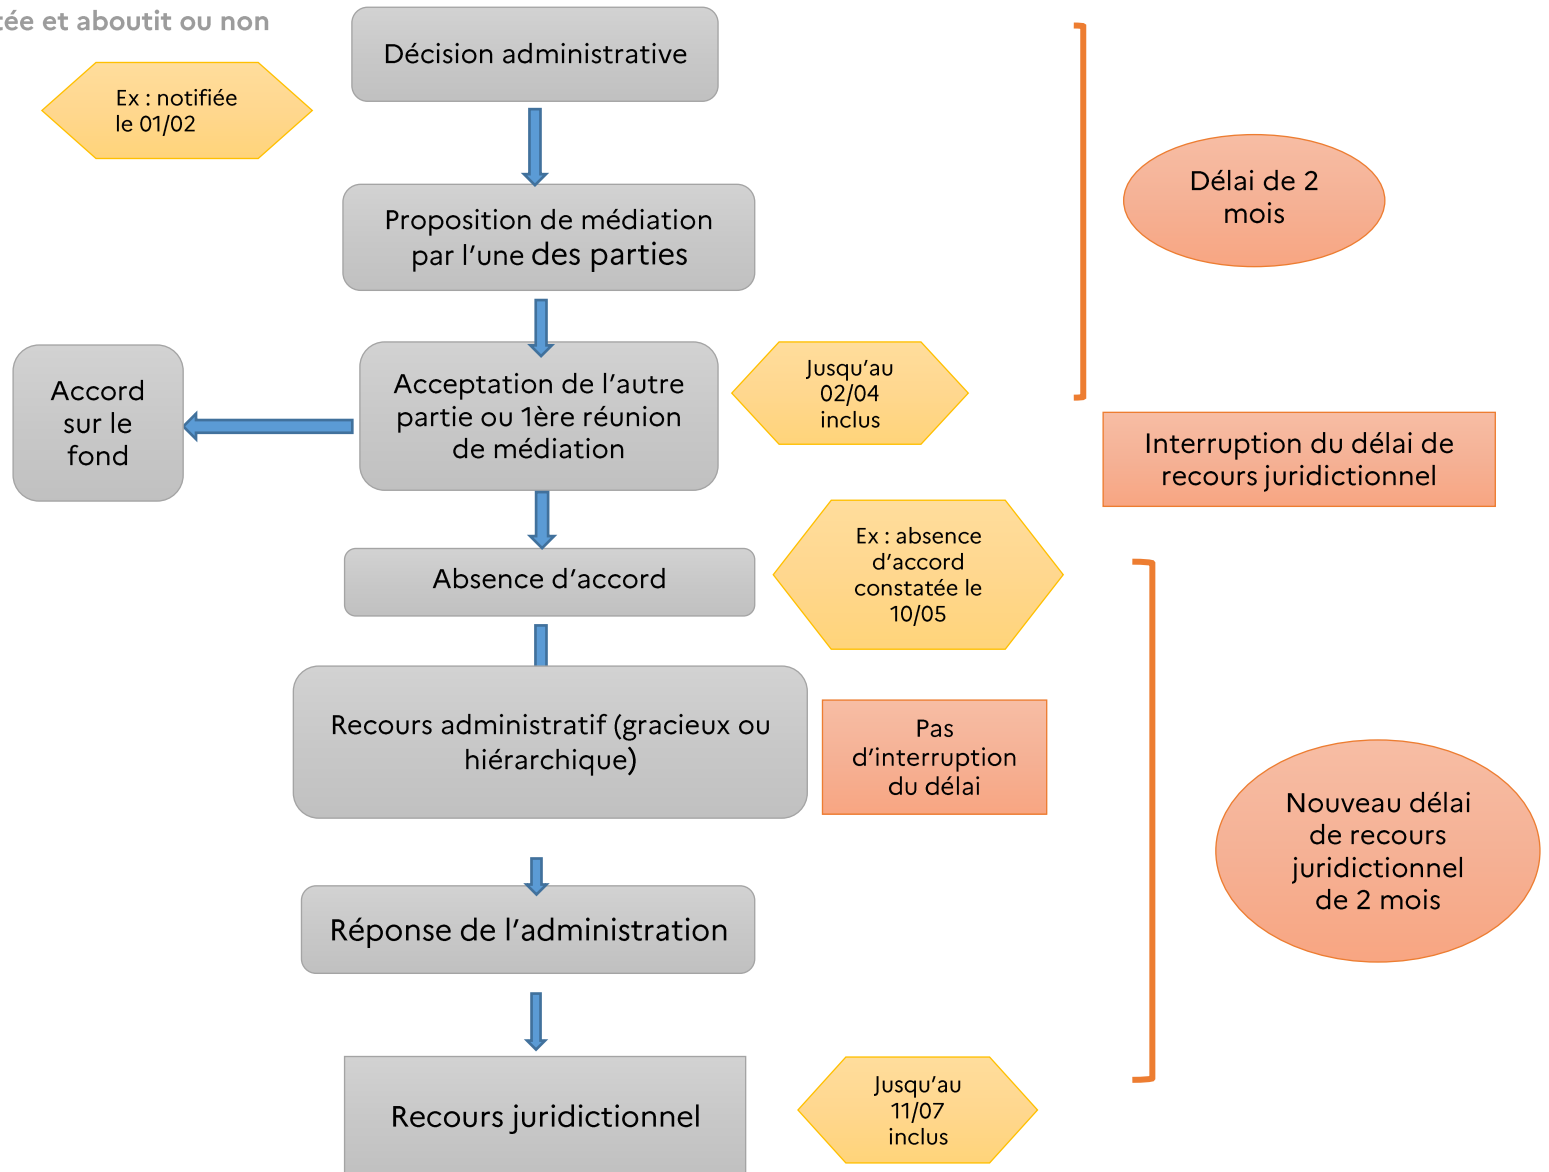 et aboutit ou non
Décision administrative
Ex : notifiée
le 01/02
Délai de 2
mois
Proposition de médiation
par l’une des parties
Accord
sur le
fond
Acceptation de l’autre
partie ou 1ère réunion
de médiation
Jusqu’au
02/04
inclus
Interruption du délai de
recours juridictionnel
Absence d’accord
Ex : absence
d’accord
constatée le
10/05
Recours administratif (gracieux ou
hiérarchique)
Pas
d’interruption
du délai
Nouveau délai
de recours
juridictionnel
de 2 mois
Réponse de l’administration
Recours juridictionnel
Jusqu’au
11/07
inclus